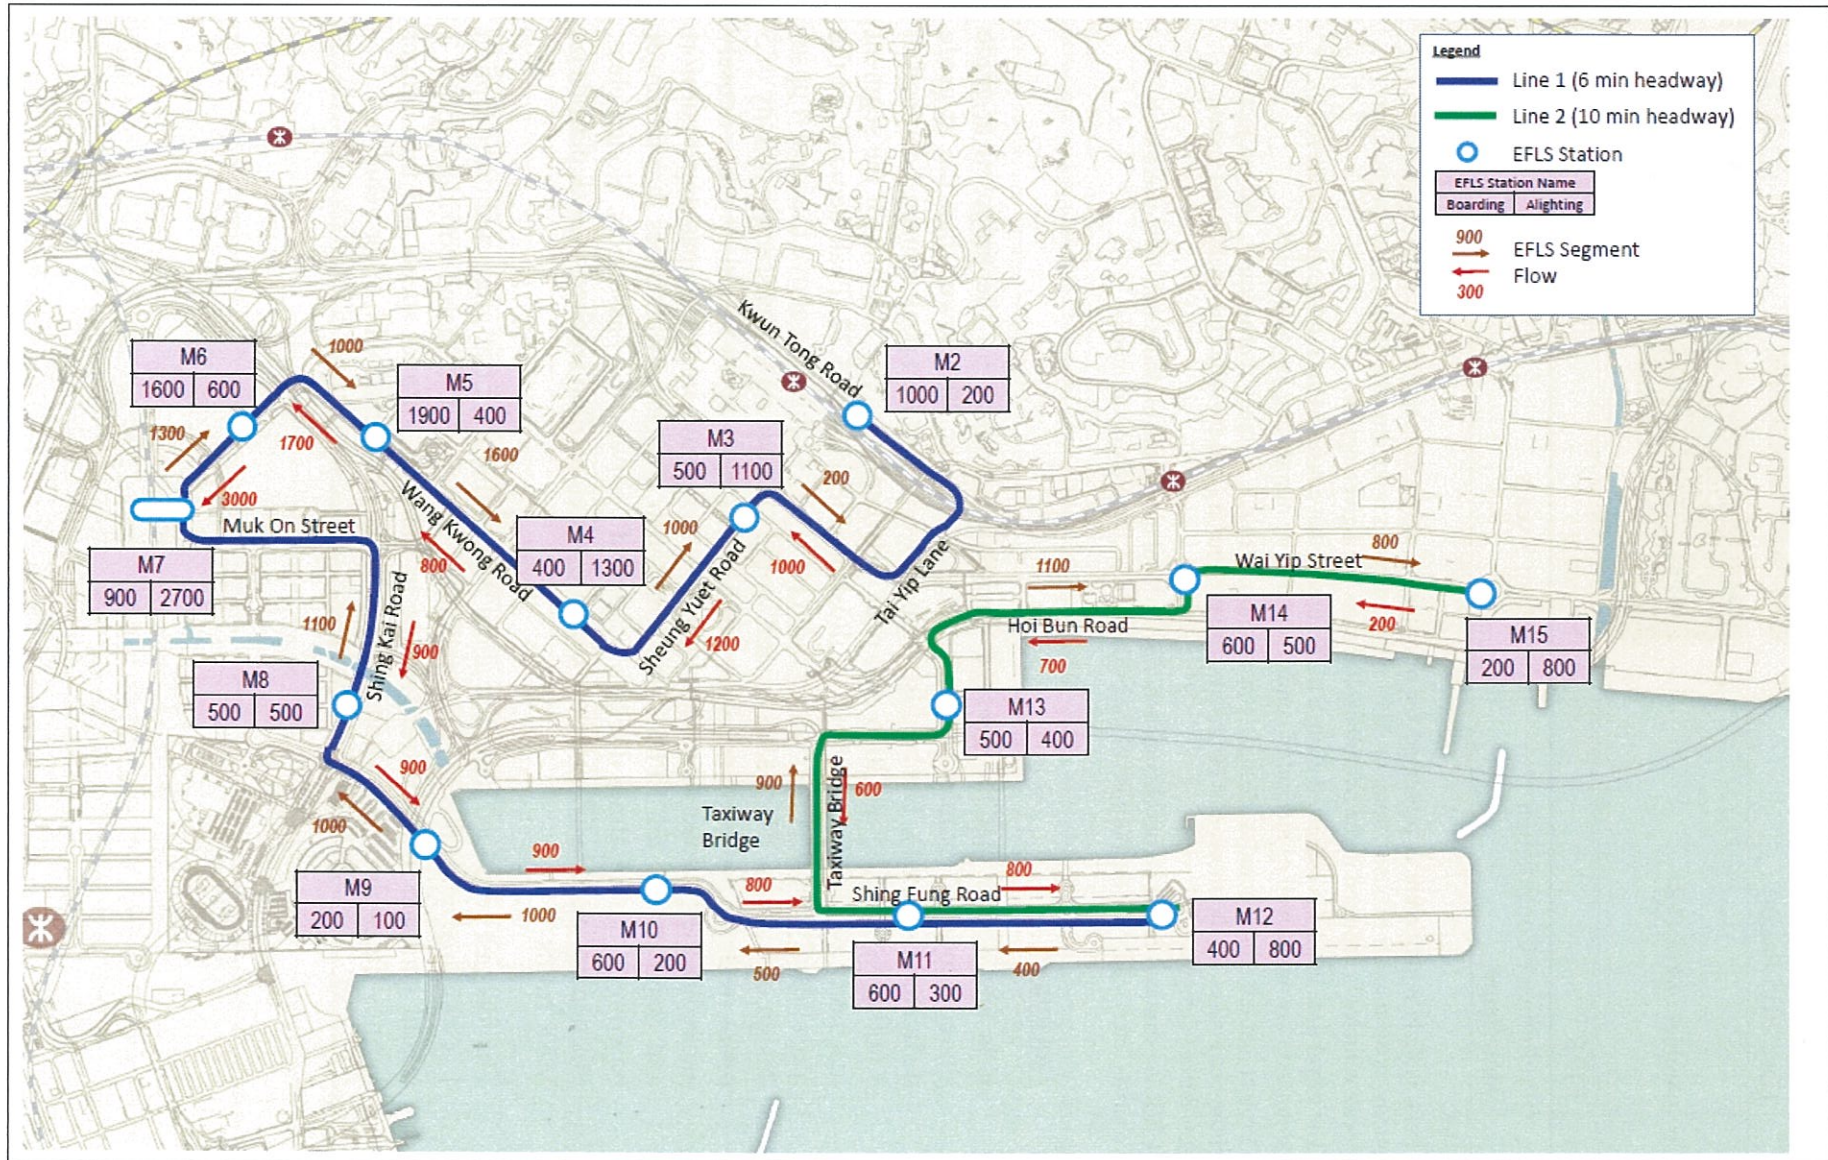 Legend
Line 1 (6 min headway)
Line 2 (10 min headway)
EFLS Station
EFLS Station Name
Boarding Alighting
900
EFLS Segment
Flow
300
Kwun Tong Road
M6
1600 600
1000
M5
1900 400
M2
1000 200
1300
1700
1600
M3
500 1100
200
3000
Muk On Street
Wang Kwong Road
M4
400 1300
1000
1000
800
M7
900 2700
Sheung Yuet Road
1200
Tai Yip Lane
1100
Wai Yip Street
800
Hoi Bun Road
700
M14
600 500
200
M15
200 800
1100
Shing Kai Road
900
M8
500 500
M13
500 400
900
1000
900
Taxiway Bridge
600
Taxiway
Bridge
900
M9
200 100
1000
M10
600 200
800
Shing Fung Road
800
500
M11
600 300
400
M12
400 800